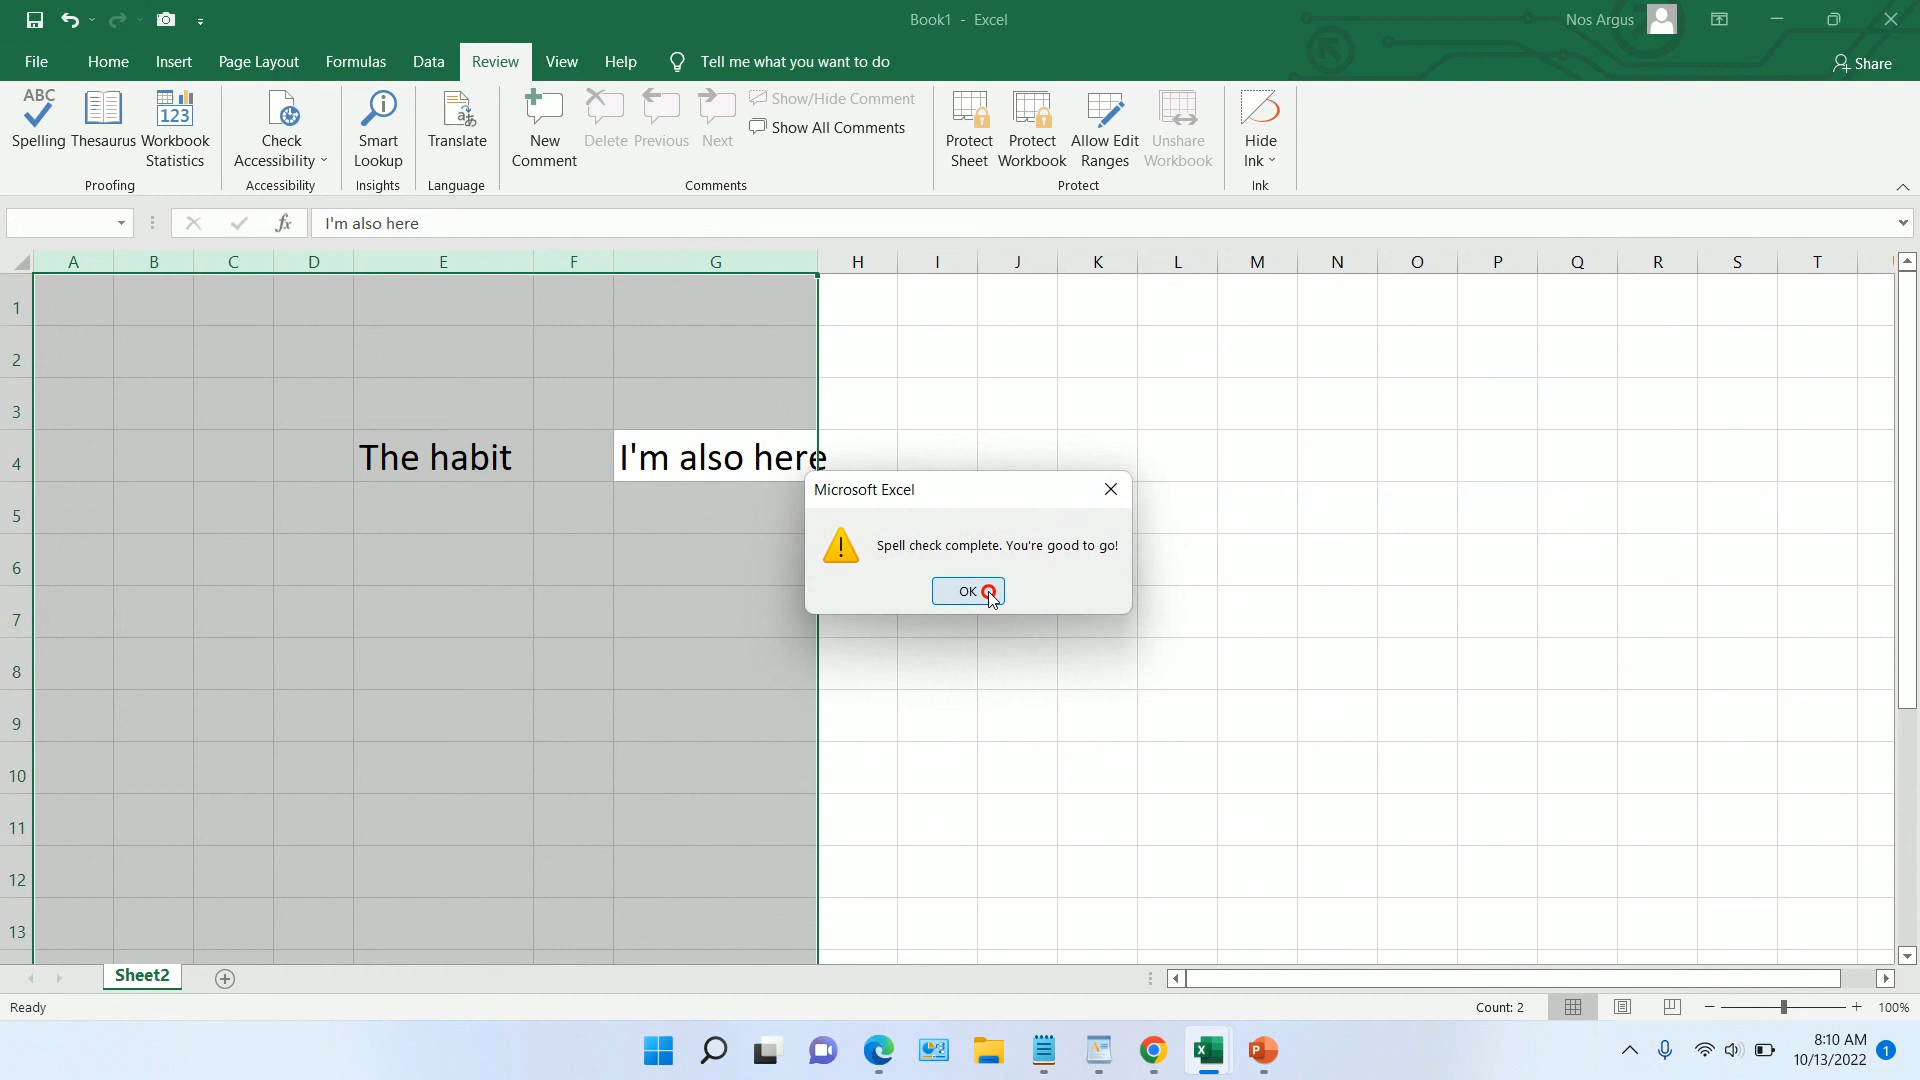 Book1 - Excel
Nos Argus
File Home Insert Page Layout Formulas Data Review View Help Tell me what you want to do
Share
ABC
123
Spelling Thesaurus Workbook Statistics
Check Accessibility
Smart Lookup
Translate
New Comment
Delete Previous Next
Show/Hide Comment
Show All Comments
Protect Sheet
Protect Workbook
Allow Edit Ranges
Unshare Workbook
Hide Ink
Proofing Accessibility Insights Language Comments Protect Ink
fx I'm also here
A B C D E F G H I J K L M N O P Q R S T
1
2
3
4 The habit I'm also here
5
6
7
8
9
10
11
12
13
Microsoft Excel
Spell check complete. You're good to go!
OK
Sheet2
Ready
Count: 2
100%
8:10 AM
10/13/2022
1